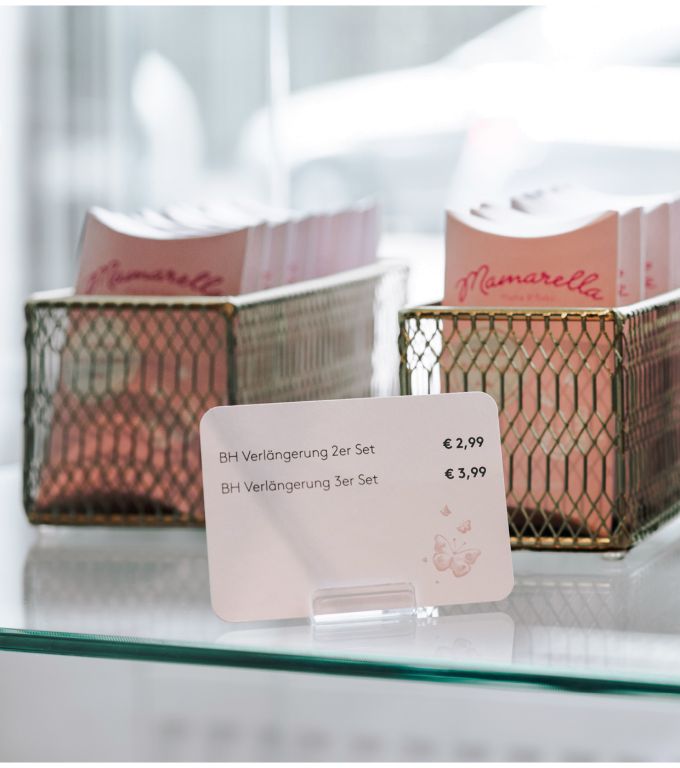 Mamarella
Mamarella
BH Verlängerung 2er Set € 2,99
BH Verlängerung 3er Set € 3,99